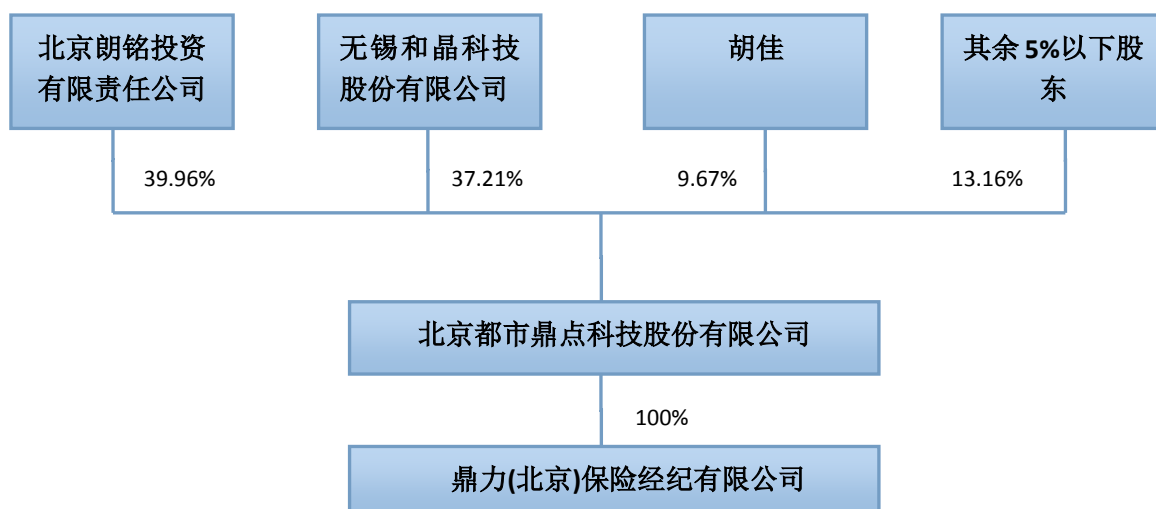 北京朗铭投资
有限责任公司
无锡和晶科技
股份有限公司
胡佳
其余5%以下股
东
39.96%
37.21%
9.67%
13.16%
北京都市鼎点科技股份有限公司
100%
鼎力(北京)保险经纪有限公司